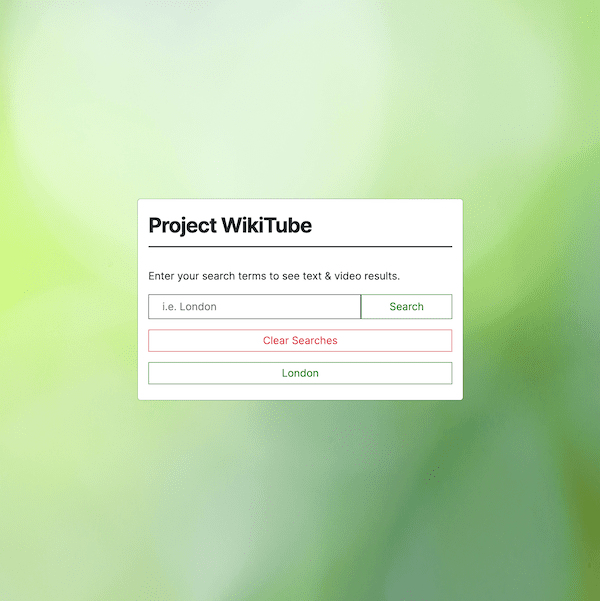 Project WikiTube
Enter your search terms to see text & video results.
i.e. London
Search
Clear Searches
London